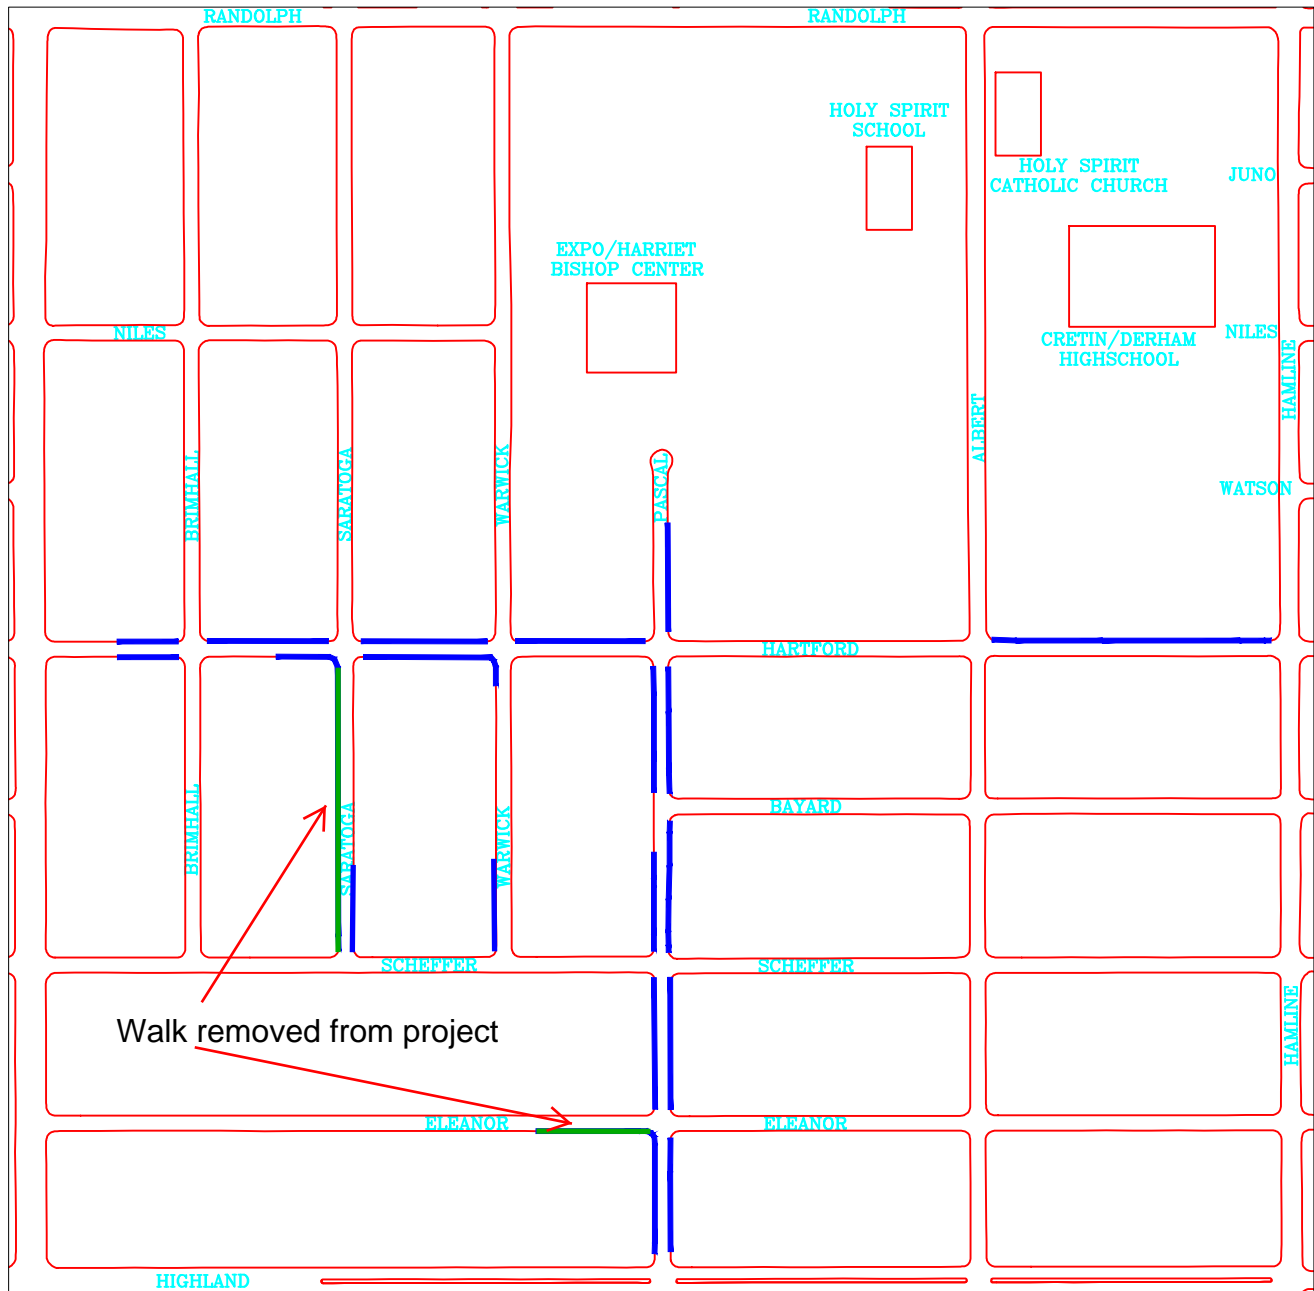 RANDOLPH
RANDOLPH
HOLY SPIRIT
SCHOOL
HOLY SPIRIT
CATHOLIC CHURCH
JUNO
EXPO/HARRIET
BISHOP CENTER
NILES
CRETIN/DERHAM
HIGHSCHOOL
NILES
HAMLINE
ALBERT
BRIMHALL
SARATOGA
WARWICK
PASCAL
WATSON
HARTFORD
BAYARD
BRIMHALL
SARATOGA
WARWICK
SCHEFFER
SCHEFFER
Walk removed from project
HAMLINE
ELEANOR
ELEANOR
HIGHLAND